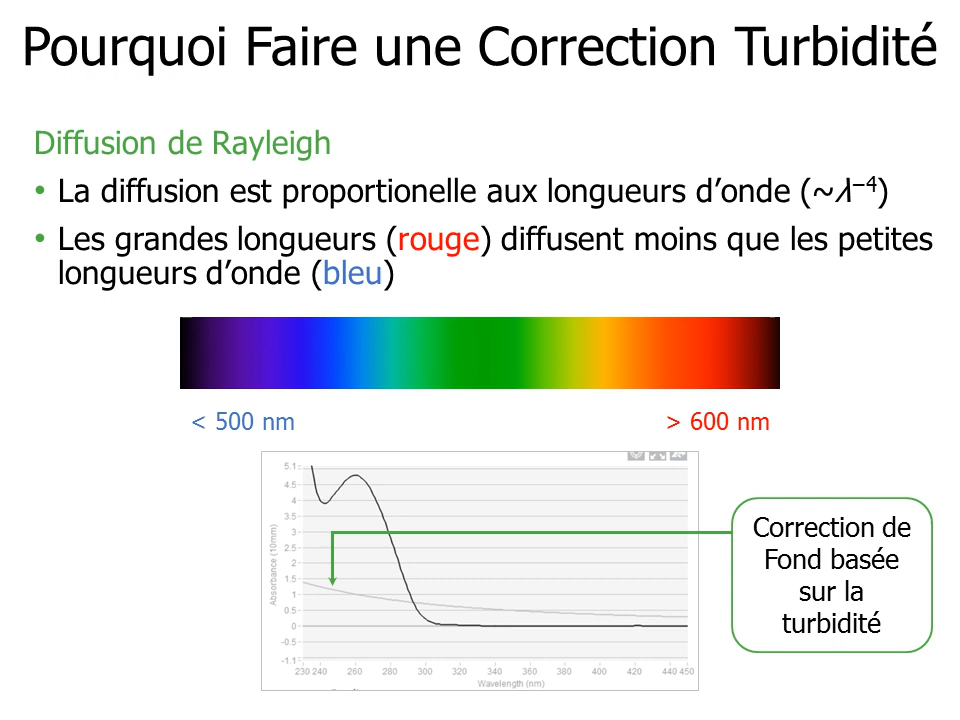 Pourquoi Faire une Correction Turbidité
Diffusion de Rayleigh
• La diffusion est proportionelle aux longueurs d’onde (~λ⁻⁴)
• Les grandes longueurs (rouge) diffusent moins que les petites
longueurs d’onde (bleu)
< 500 nm
> 600 nm
5.1
4.5
4
3.5
3
2.5
2
1.5
1
0.5
0
-0.5
-1.1
Absorbance (10mm)
230 240 260 280 300 320 340 360 380 400 420 440 450
Wavelength (nm)
Correction de
Fond basée
sur la
turbidité